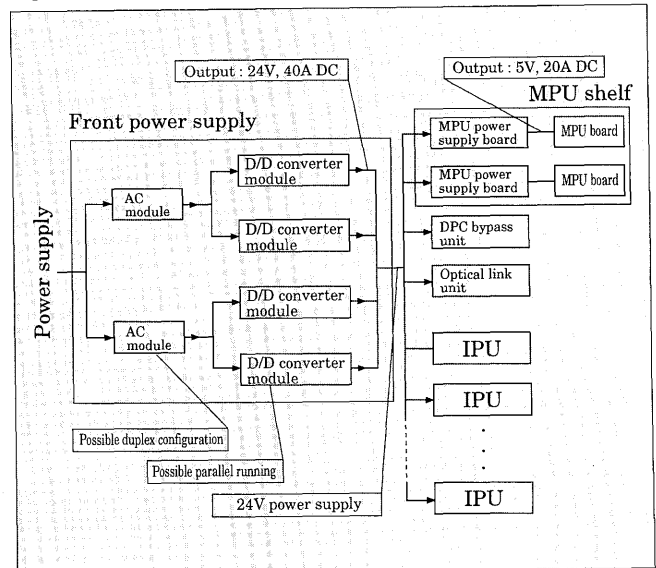 Output : 24V, 40A DC
Output : 5V, 20A DC
MPU shelf
Front power supply
MPU power
supply board
MPU board
D/D converter
module
AC
module
MPU power
supply board
MPU board
D/D converter
module
DPC bypass
unit
Power supply
Optical link
unit
D/D converter
module
AC
module
IPU
D/D converter
module
IPU
Possible duplex configuration
Possible parallel running
24V power supply
IPU